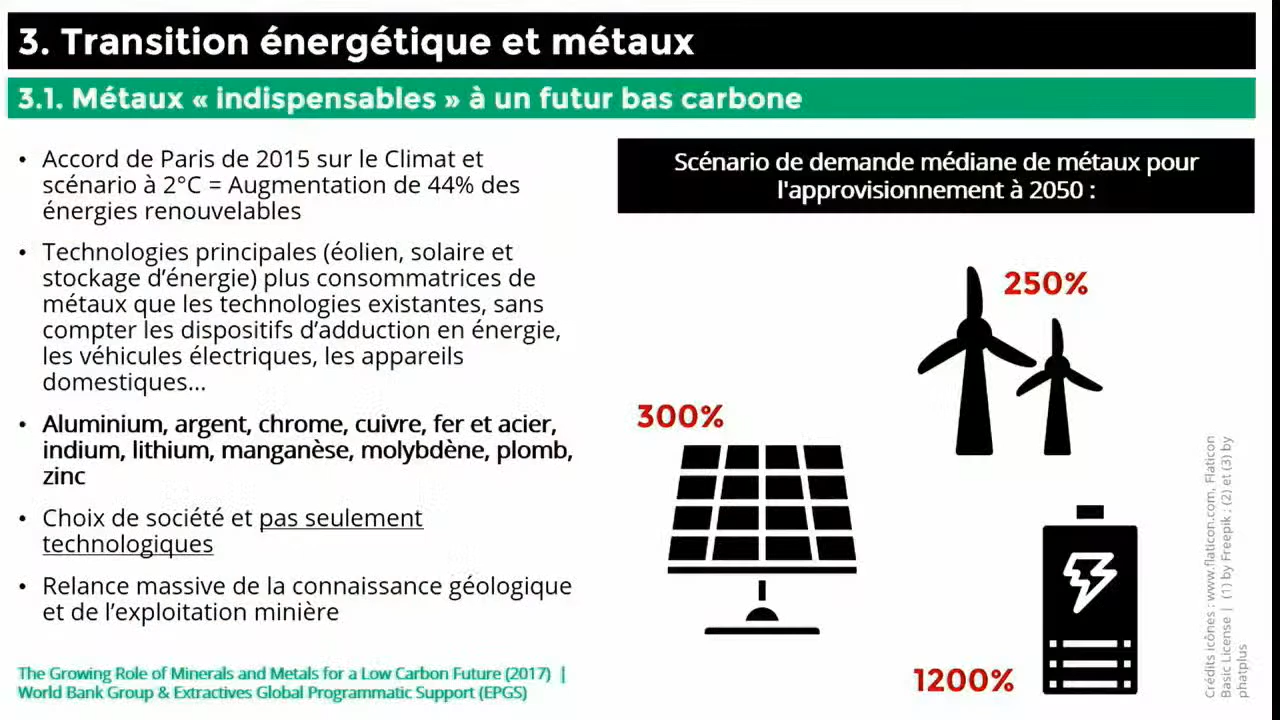 3. Transition énergétique et métaux
3.1. Métaux « indispensables » à un futur bas carbone
• Accord de Paris de 2015 sur le Climat et
scénario à 2°C = Augmentation de 44% des
énergies renouvelables
• Technologies principales (éolien, solaire et
stockage d'énergie) plus consommatrices de
métaux que les technologies existantes, sans
compter les dispositifs d'adduction en énergie,
les véhicules électriques, les appareils
domestiques...
• Aluminium, argent, chrome, cuivre, fer et acier,
indium, lithium, manganèse, molybdène, plomb,
zinc
• Choix de société et pas seulement
technologiques
• Relance massive de la connaissance géologique
et de l'exploitation minière
The Growing Role of Minerals and Metals for a Low Carbon Future (2017) |
World Bank Group & Extractives Global Programmatic Support (EPGS)
Scénario de demande médiane de métaux pour
l'approvisionnement à 2050 :
250%
300%
1200%
Crédits icônes : www.flaticon.com, Flaticon
Basic License | (1) by Freepik ; (2) et (3) by
phatplus